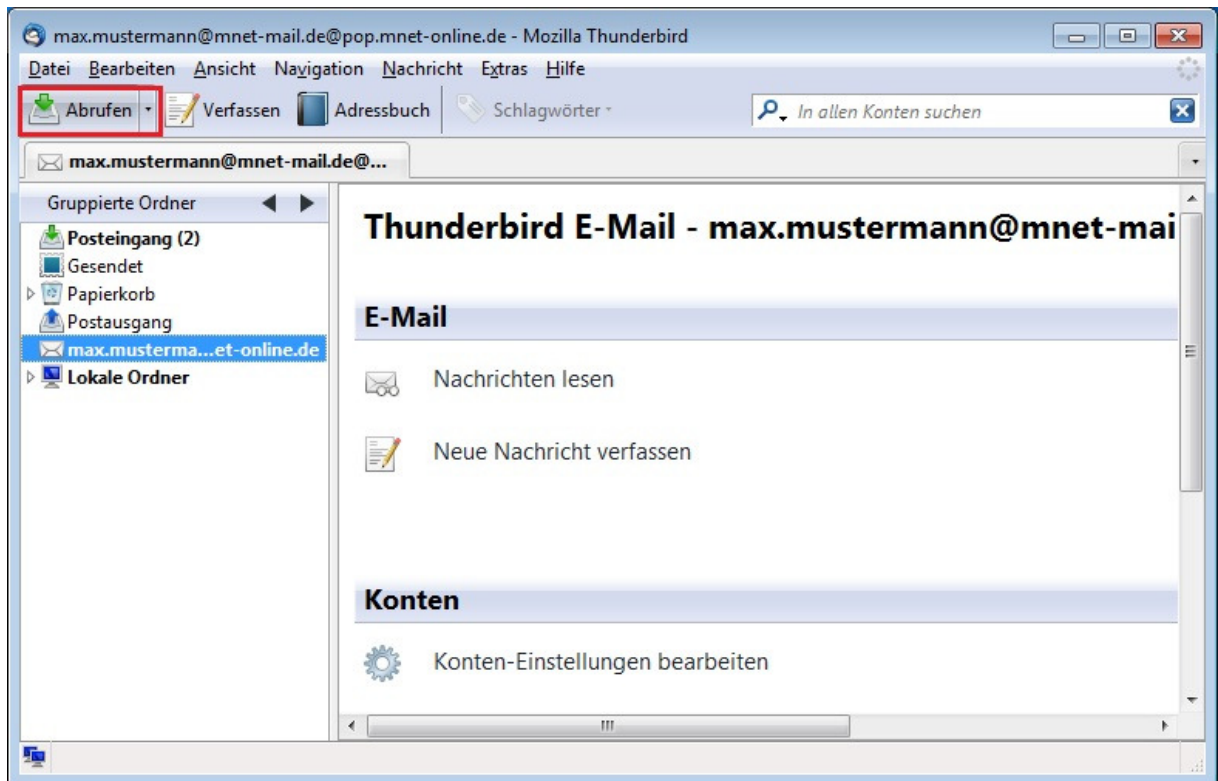 max.mustermann@mnet-mail.de@pop.mnet-online.de - Mozilla Thunderbird
Datei Bearbeiten Ansicht Navigation Nachricht Extras Hilfe
Abrufen Verfassen Adressbuch Schlagwörter In allen Konten suchen
max.mustermann@mnet-mail.de@...
Gruppierte Ordner
Posteingang (2)
Gesendet
Papierkorb
Postausgang
max.musterma...et-online.de
Lokale Ordner
Thunderbird E-Mail - max.mustermann@mnet-mai
E-Mail
Nachrichten lesen
Neue Nachricht verfassen
Konten
Konten-Einstellungen bearbeiten